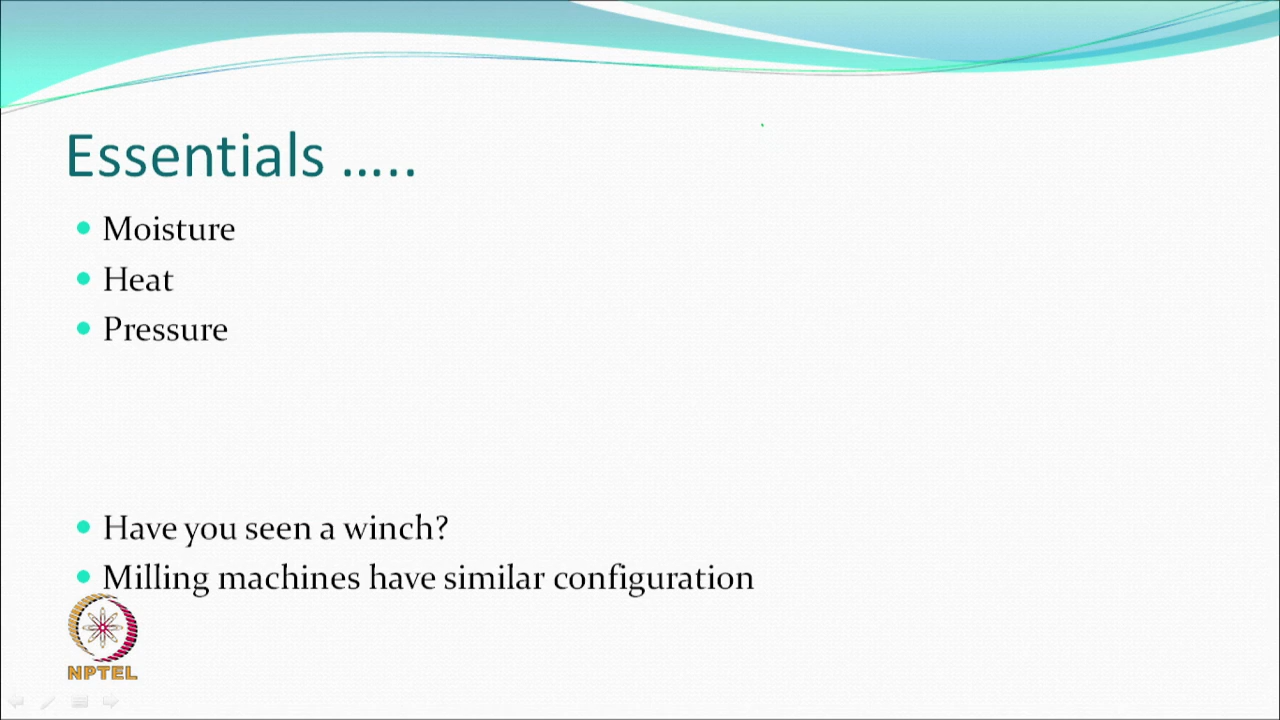 Essentials .....
Moisture
Heat
Pressure
Have you seen a winch?
Milling machines have similar configuration
NPTEL